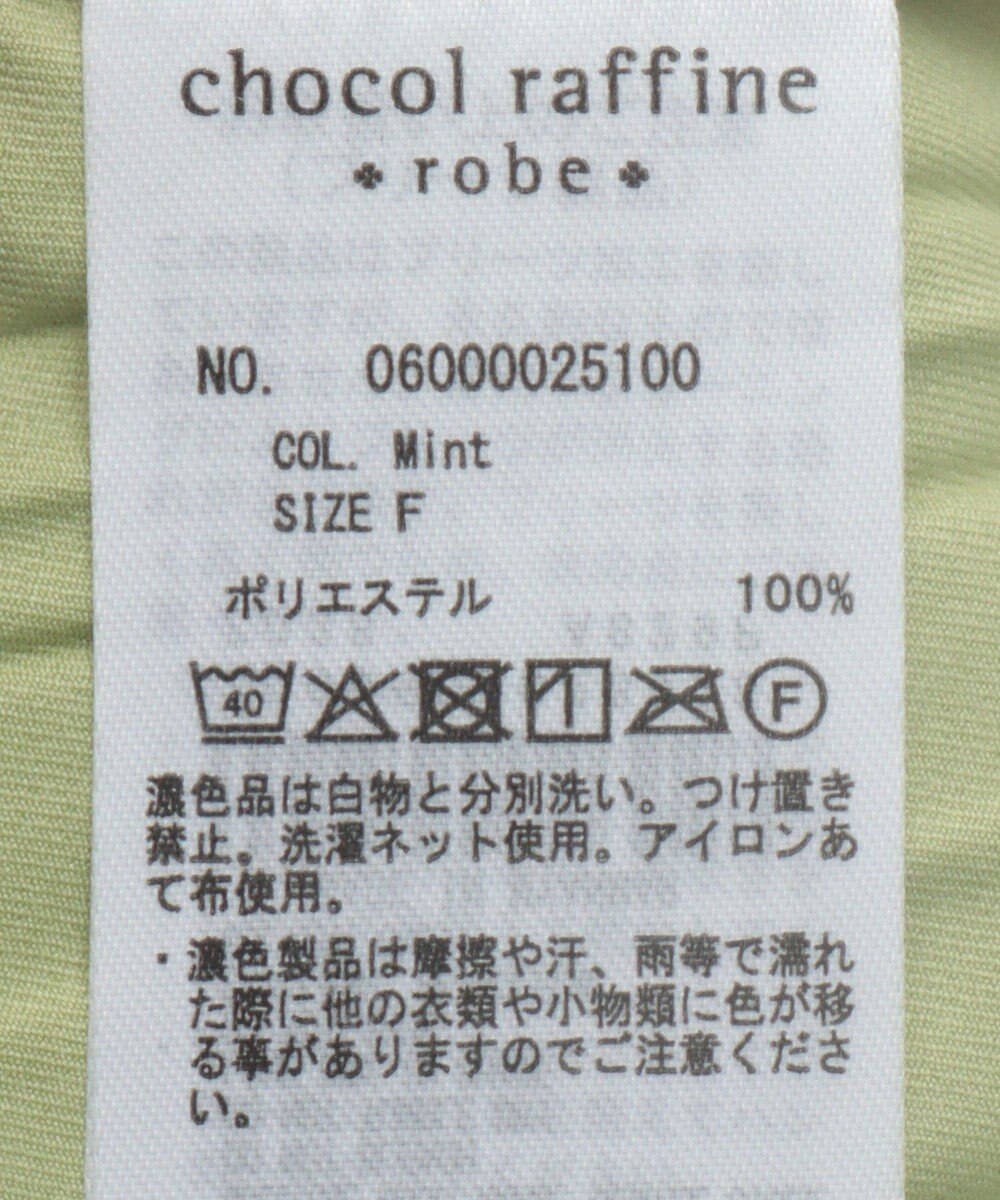 chocol raffine
robe
NO. 06000025100
COL. Mint
SIZE F
ポリエステル 100%
40 F
濃色品は白物と分別洗い。つけ置き
禁止。洗濯ネット使用。アイロンあ
て布使用。
・濃色製品は摩擦や汗、雨等で濡れ
た際に他の衣類や小物類に色が移
る事がありますのでご注意くださ
い。